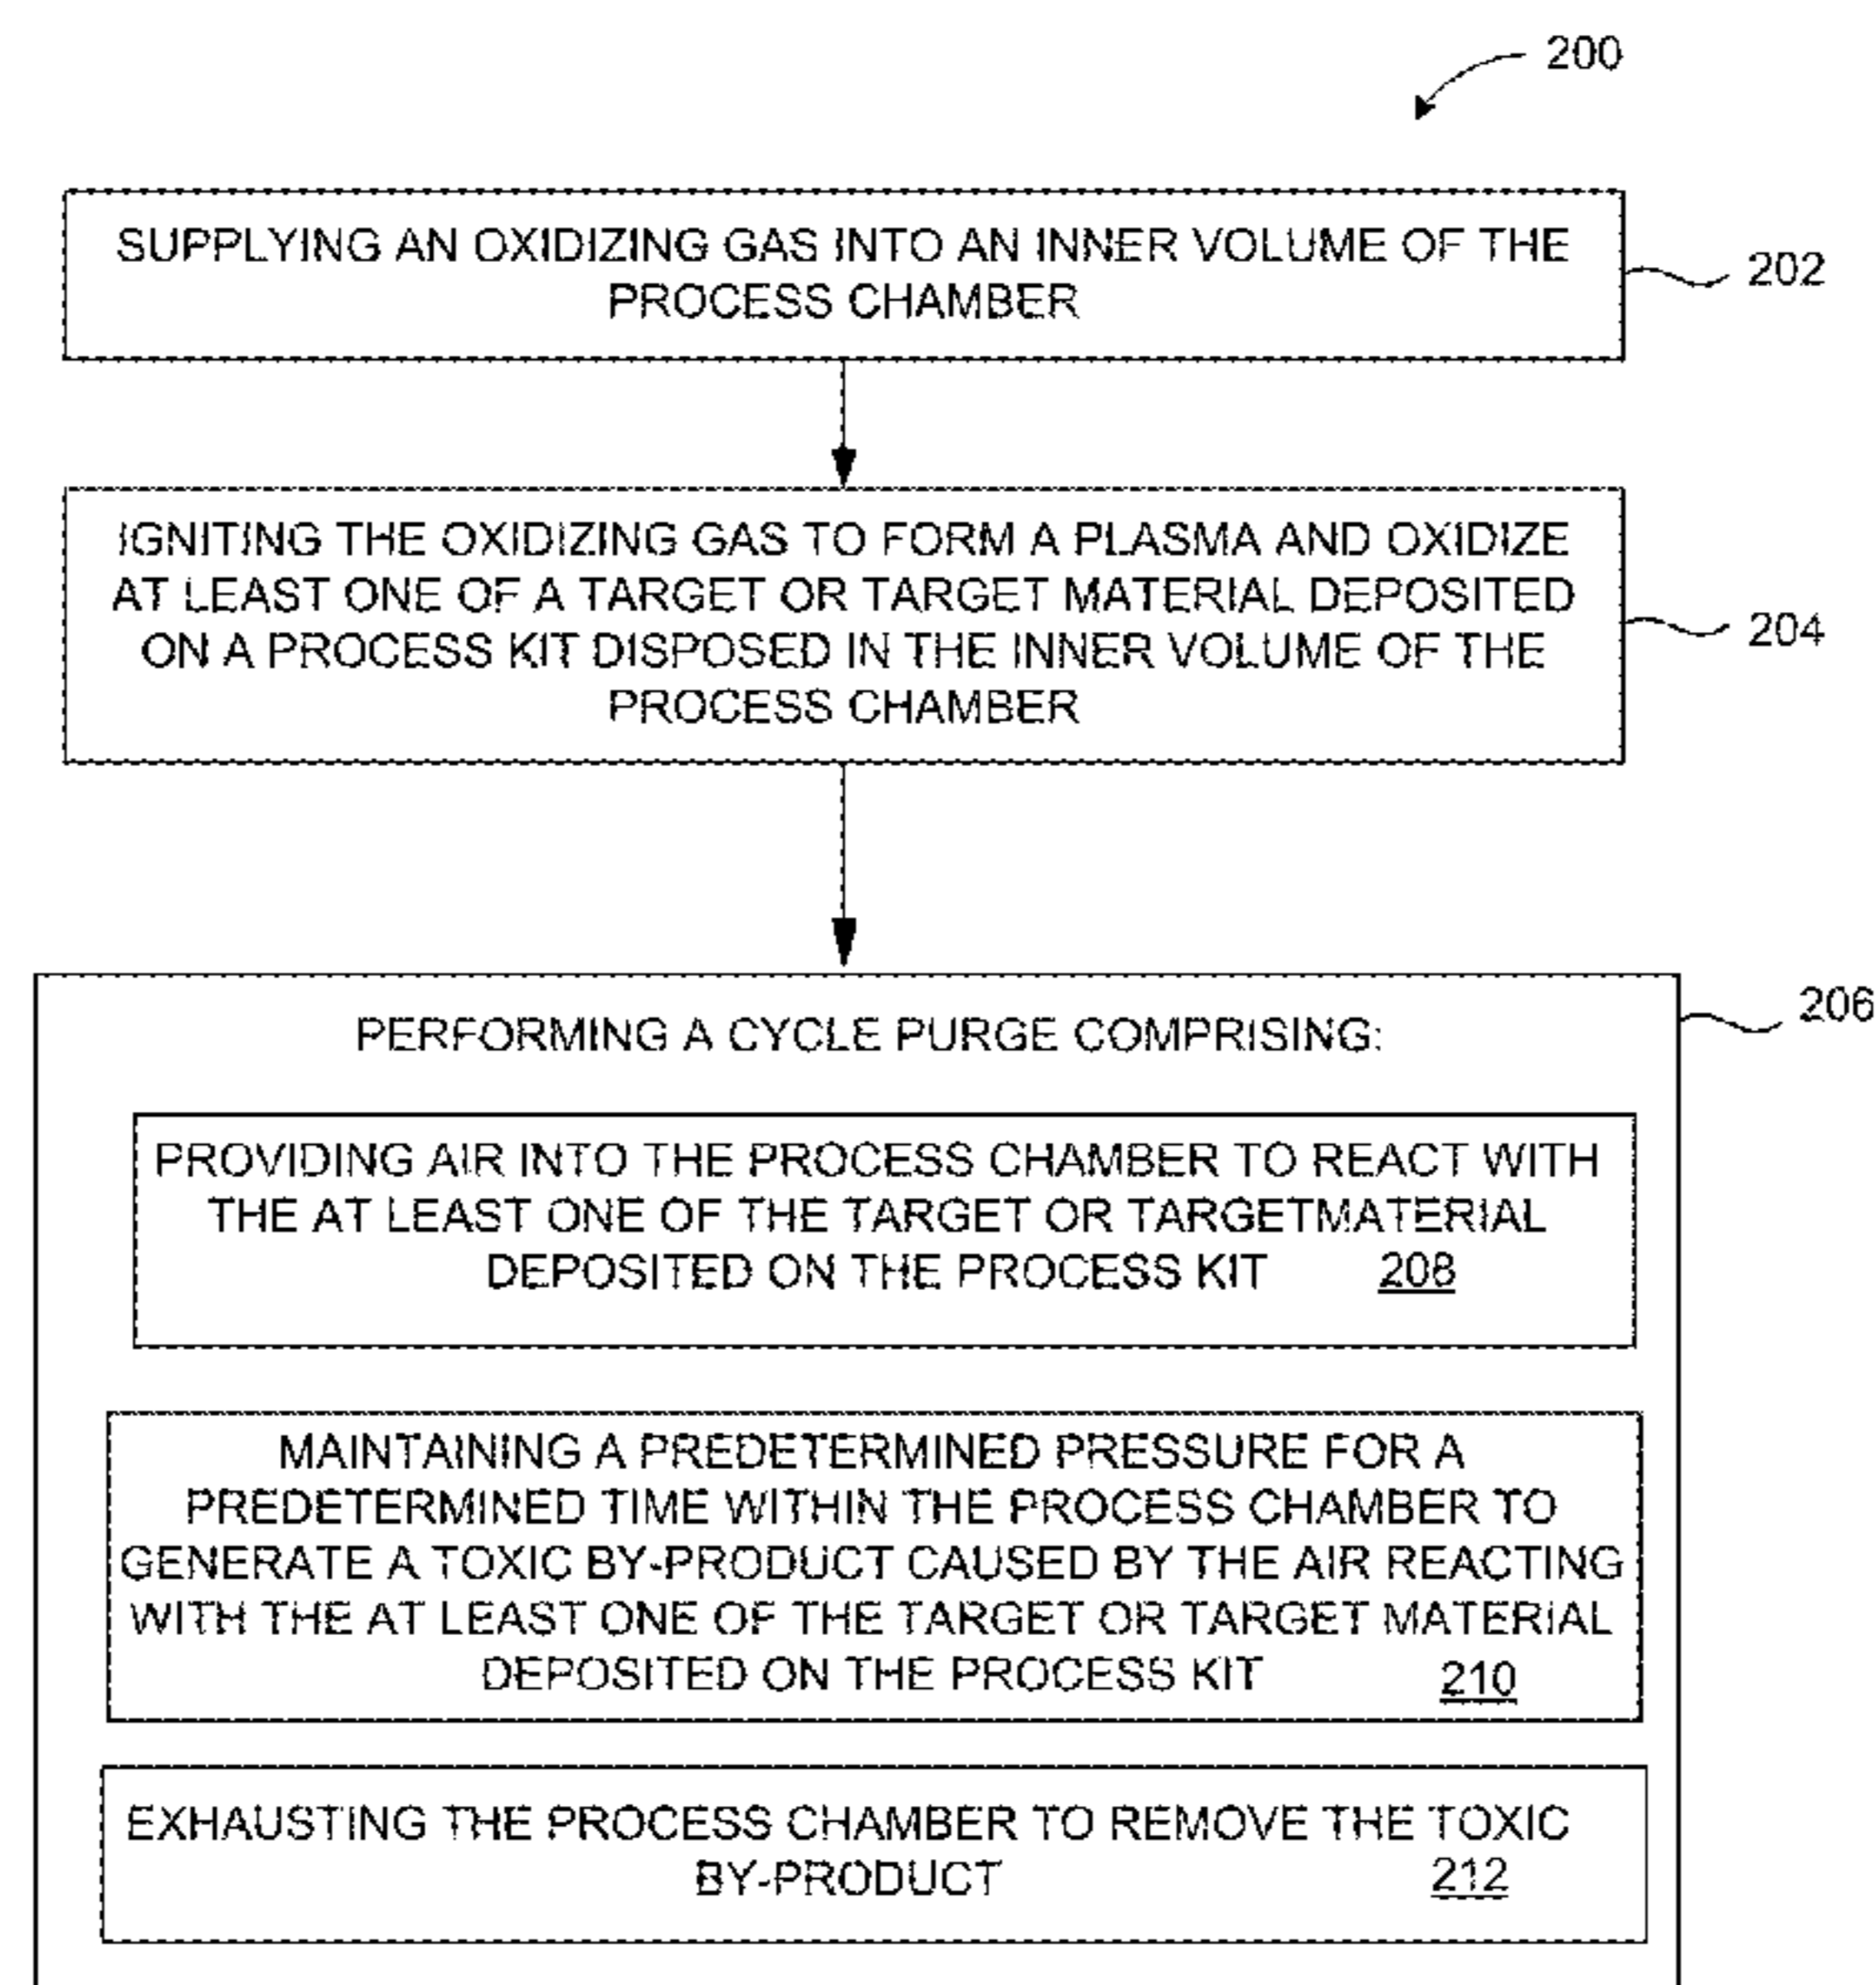 200
SUPPLYING AN OXIDIZING GAS INTO AN INNER VOLUME OF THE
PROCESS CHAMBER
202
IGNITING THE OXIDIZING GAS TO FORM A PLASMA AND OXIDIZE
AT LEAST ONE OF A TARGET OR TARGET MATERIAL DEPOSITED
ON A PROCESS KIT DISPOSED IN THE INNER VOLUME OF THE
PROCESS CHAMBER
204
206
PERFORMING A CYCLE PURGE COMPRISING:
PROVIDING AIR INTO THE PROCESS CHAMBER TO REACT WITH
THE AT LEAST ONE OF THE TARGET OR TARGETMATERIAL
DEPOSITED ON THE PROCESS KIT 208
MAINTAINING A PREDETERMINED PRESSURE FOR A
PREDETERMINED TIME WITHIN THE PROCESS CHAMBER TO
GENERATE A TOXIC BY-PRODUCT CAUSED BY THE AIR REACTING
WITH THE AT LEAST ONE OF THE TARGET OR TARGET MATERIAL
DEPOSITED ON THE PROCESS KIT 210
EXHAUSTING THE PROCESS CHAMBER TO REMOVE THE TOXIC
BY-PRODUCT 212